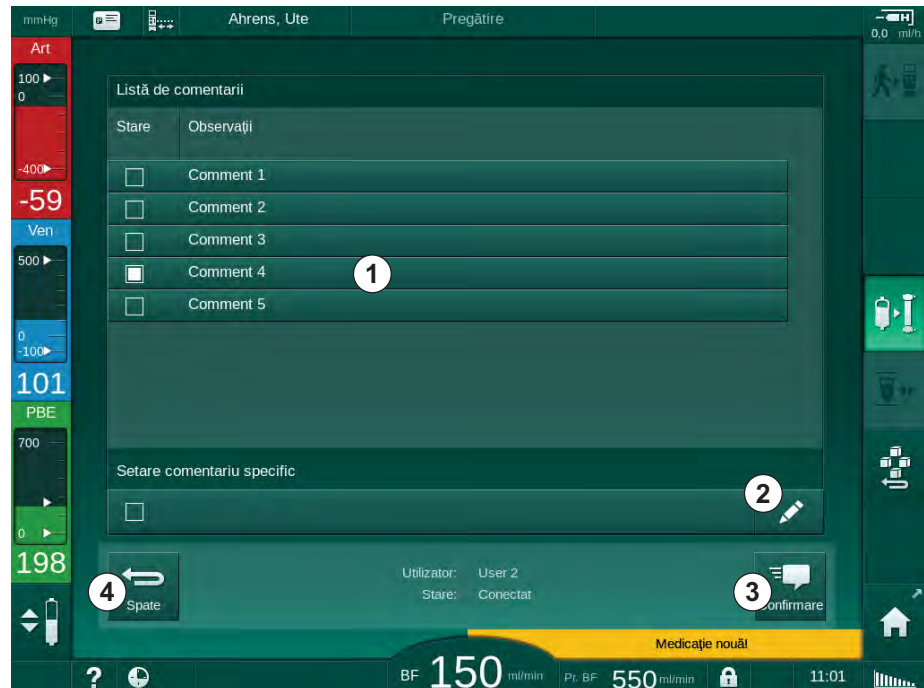 mmHg
Ahrens, Ute
Pregătire
0,0 ml/h
Art
100
0
-400
-59
Ven
500
0
-100
101
PBE
700
0
198
Listă de comentarii
Stare Observații
Comment 1
Comment 2
Comment 3
Comment 4
1
Comment 5
Setare comentariu specific
2
4
Spate
Utilizator: User 2
Stare: Conectat
3
Confirmare
Medicație nouă!
? BF 150 ml/min Pr. BF 550 ml/min 11:01